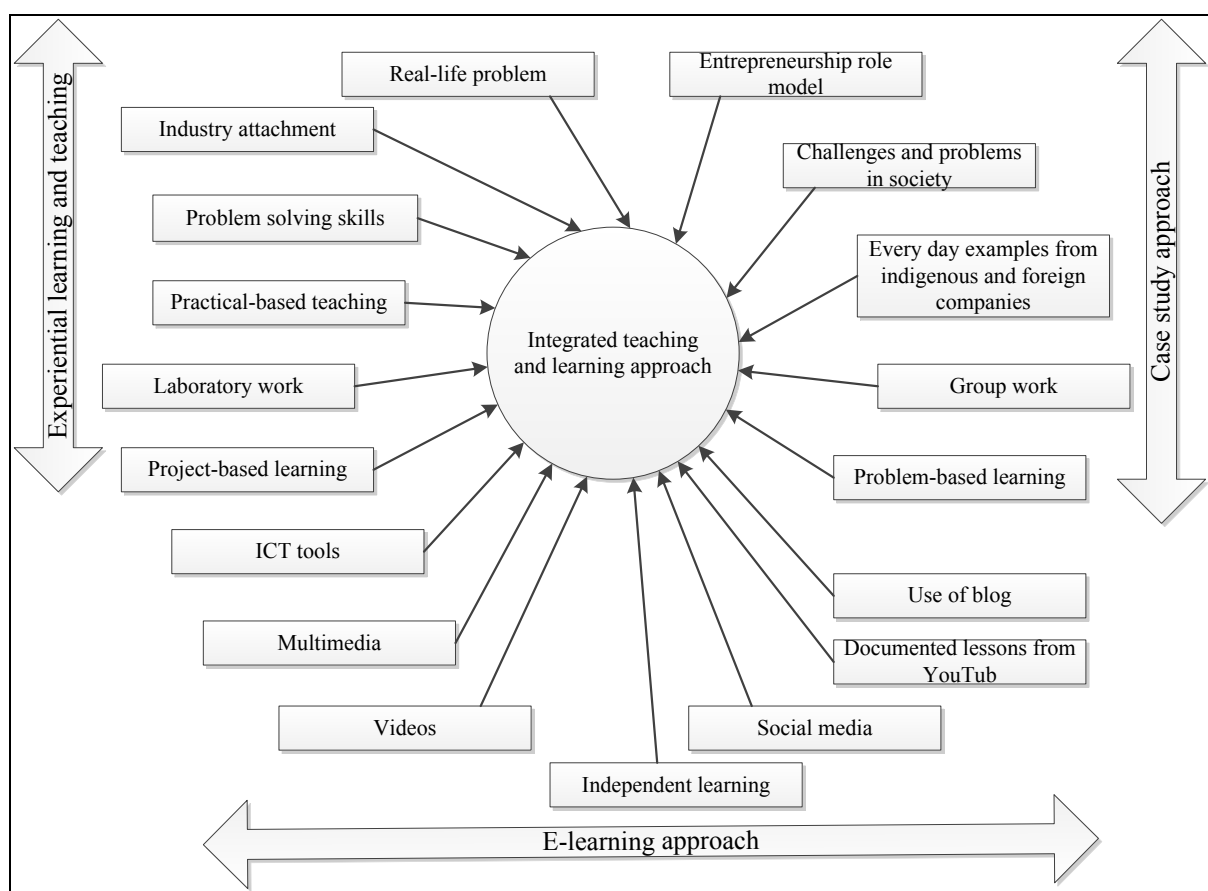 Experiential learning and teaching
Real-life problem
Entrepreneurship role
model
Industry attachment
Challenges and problems
in society
Problem solving skills
Every day examples from
indigenous and foreign
companies
Practical-based teaching
Integrated teaching
and learning approach
Case study approach
Laboratory work
Group work
Project-based learning
Problem-based learning
ICT tools
Use of blog
Multimedia
Documented lessons from
YouTub
Videos
Social media
Independent learning
E-learning approach